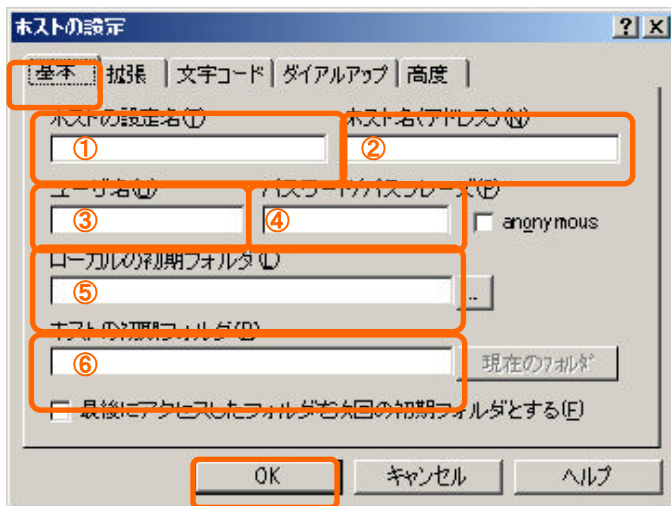 ホストの設定
基本 拡張 文字コード ダイアルアップ 高度
ホストの設定名(T) ホスト名(アドレス)(N)
① ②
ユーザ名(U) パスワード/パスフレーズ(P)
③ ④ anonymous
ローカルの初期フォルダ(L)
⑤ ...
ホストの初期フォルダ(R)
⑥ 現在のフォルダ
最後にアクセスしたフォルダを次回の初期フォルダとする(F)
OK キャンセル ヘルプ